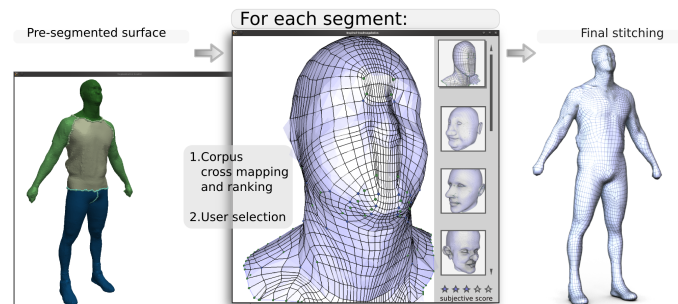 Pre-segmented surface
For each segment:
Final stitching
1.Corpus
cross mapping
and ranking
2.User selection
subjective score